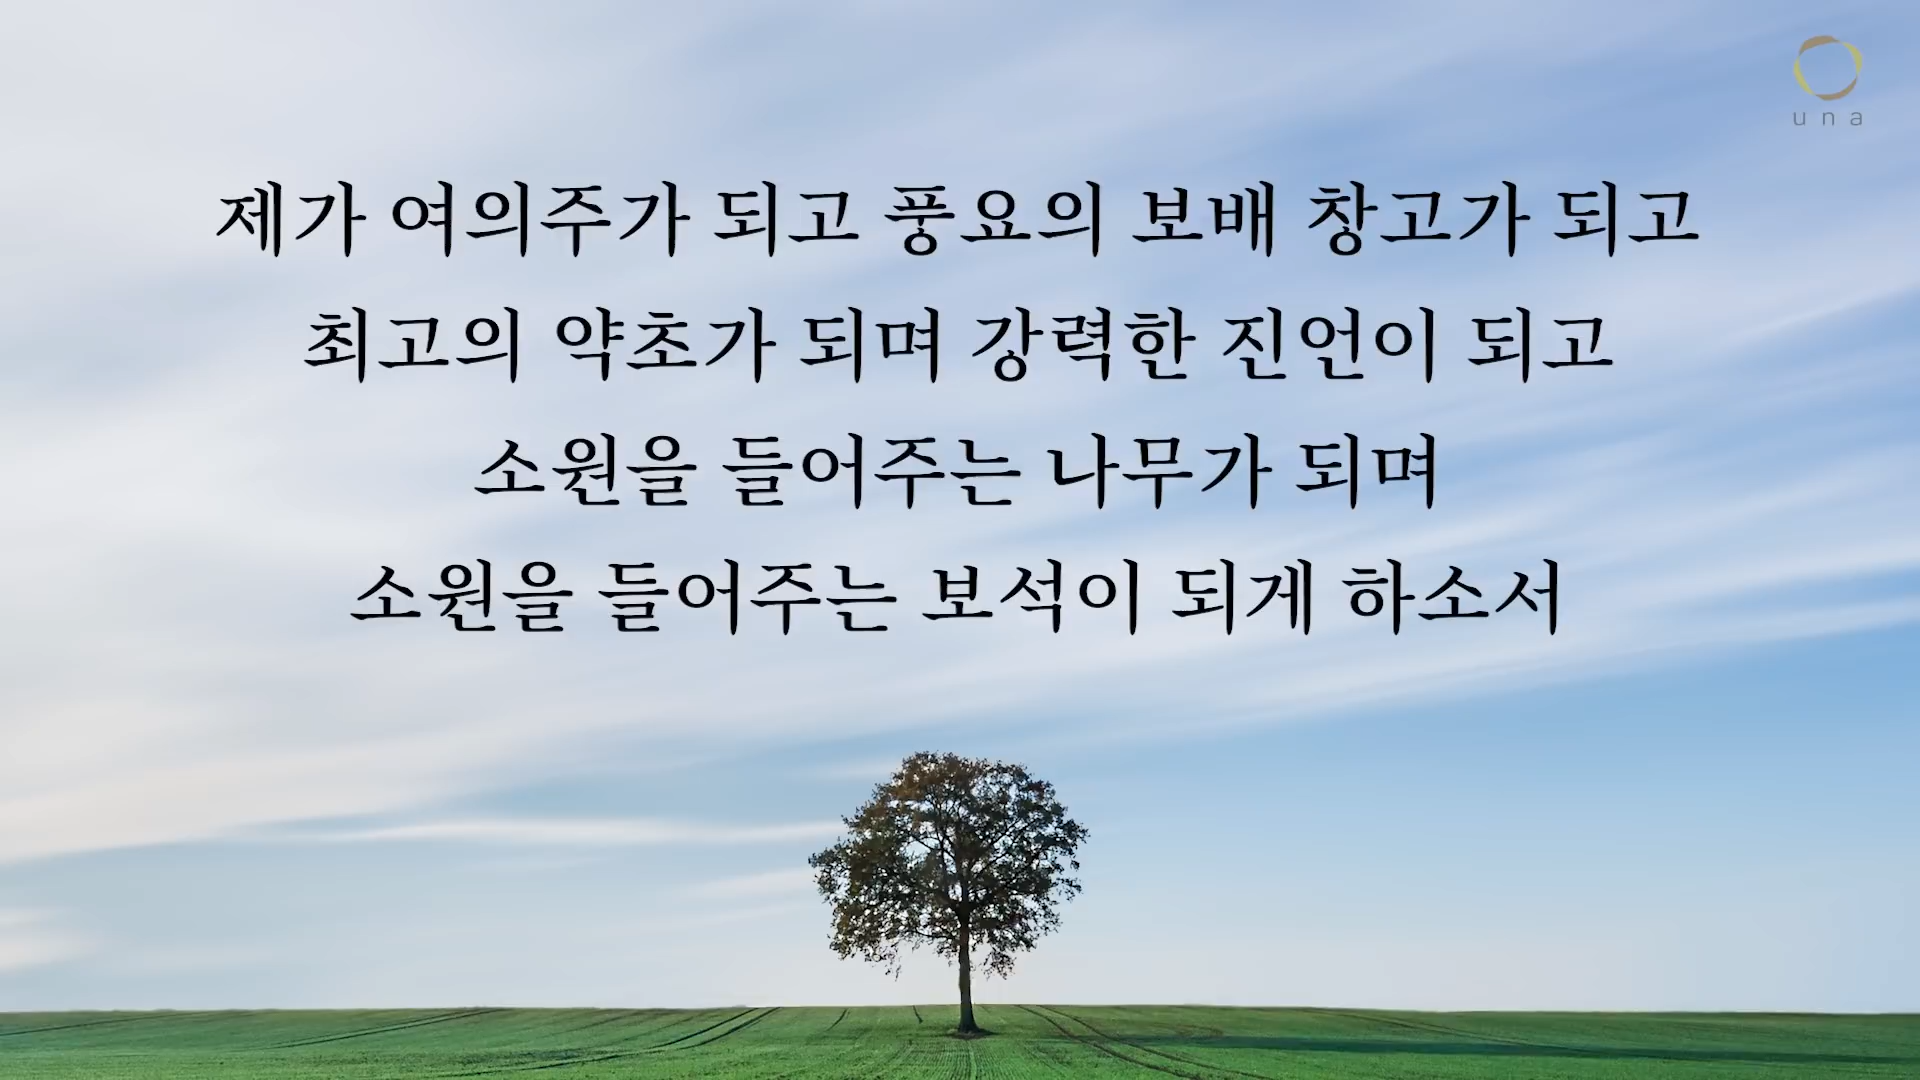 una
제가 여의주가 되고 풍요의 보배 창고가 되고
최고의 약초가 되며 강력한 진언이 되고
소원을 들어주는 나무가 되며
소원을 들어주는 보석이 되게 하소서